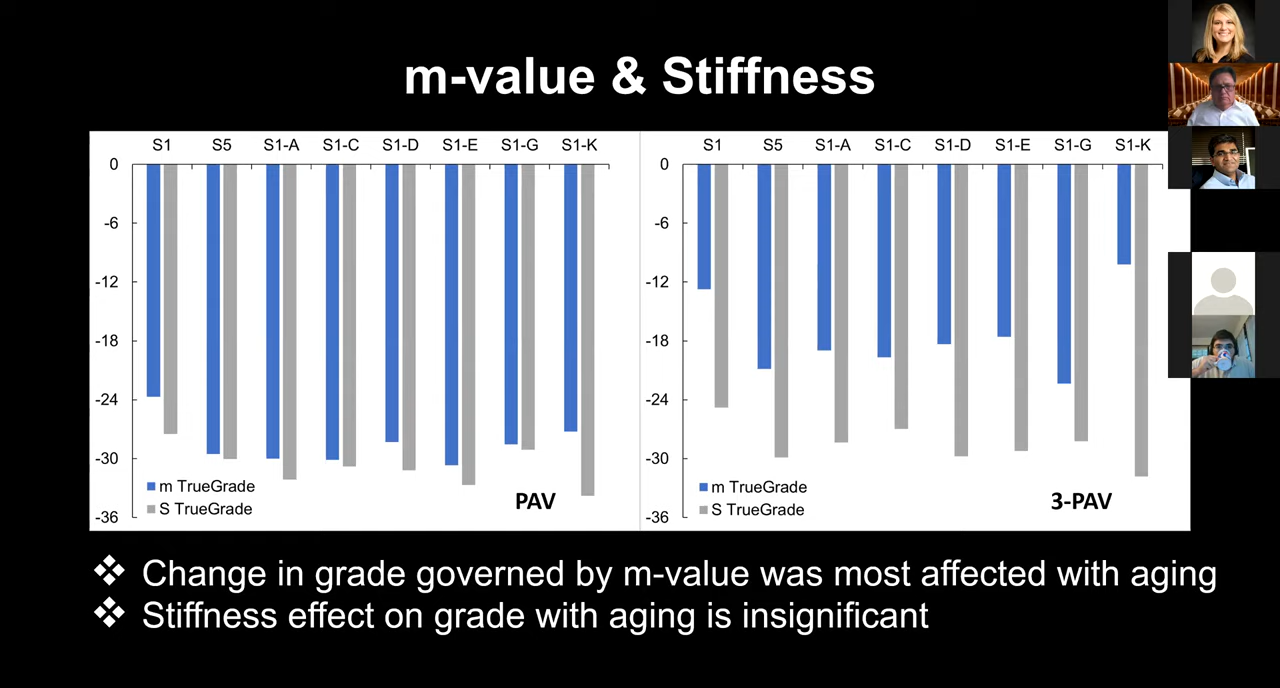 m-value & Stiffness
S1 S5 S1-A S1-C S1-D S1-E S1-G S1-K
0
-6
-12
-18
-24
-30
-36
m TrueGrade
S TrueGrade
PAV
S1 S5 S1-A S1-C S1-D S1-E S1-G S1-K
0
-6
-12
-18
-24
-30
-36
m TrueGrade
S TrueGrade
3-PAV
❖ Change in grade governed by m-value was most affected with aging
❖ Stiffness effect on grade with aging is insignificant